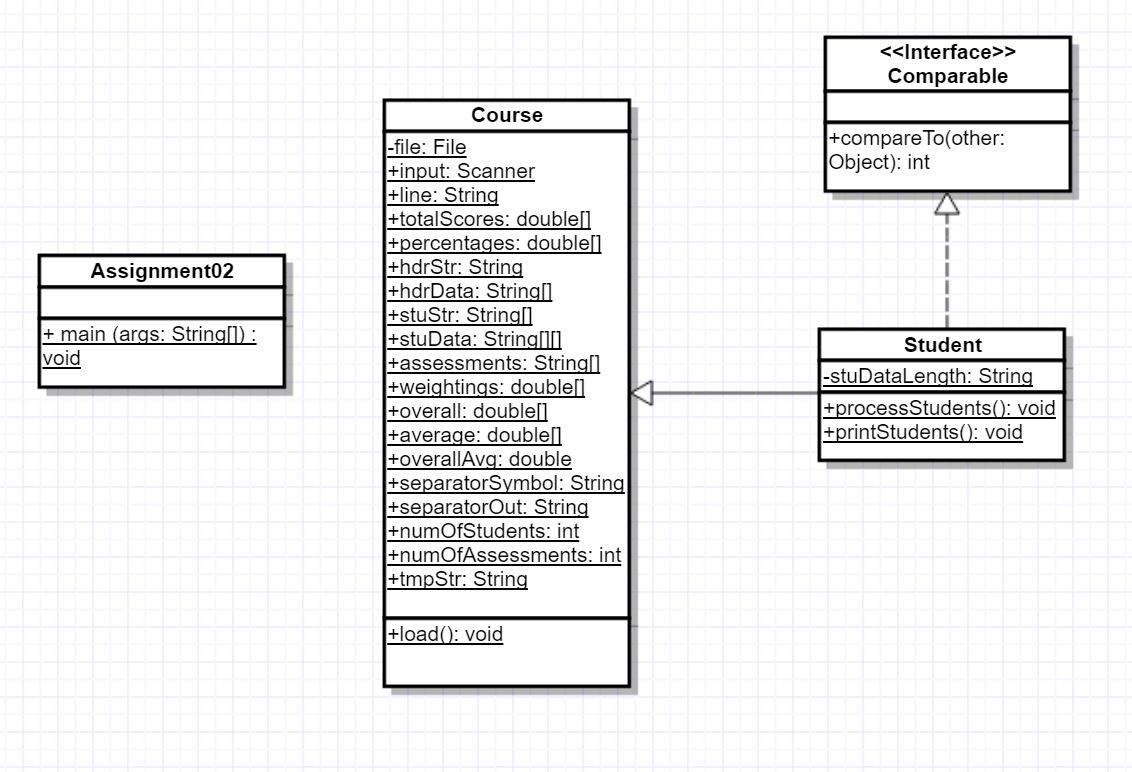 Assignment02
+ main (args: String[]) :
void
Course
-file: File
+input: Scanner
+line: String
+totalScores: double[]
+percentages: double[]
+hdrStr: String
+hdrData: String[]
+stuStr: String[]
+stuData: String[][]
+assessments: String[]
+weightings: double[]
+overall: double[]
+average: double[]
+overallAvg: double
+separatorSymbol: String
+separatorOut: String
+numOfStudents: int
+numOfAssessments: int
+tmpStr: String
+load(): void
<<Interface>>
Comparable
+compareTo(other:
Object): int
Student
-stuDataLength: String
+processStudents(): void
+printStudents(): void